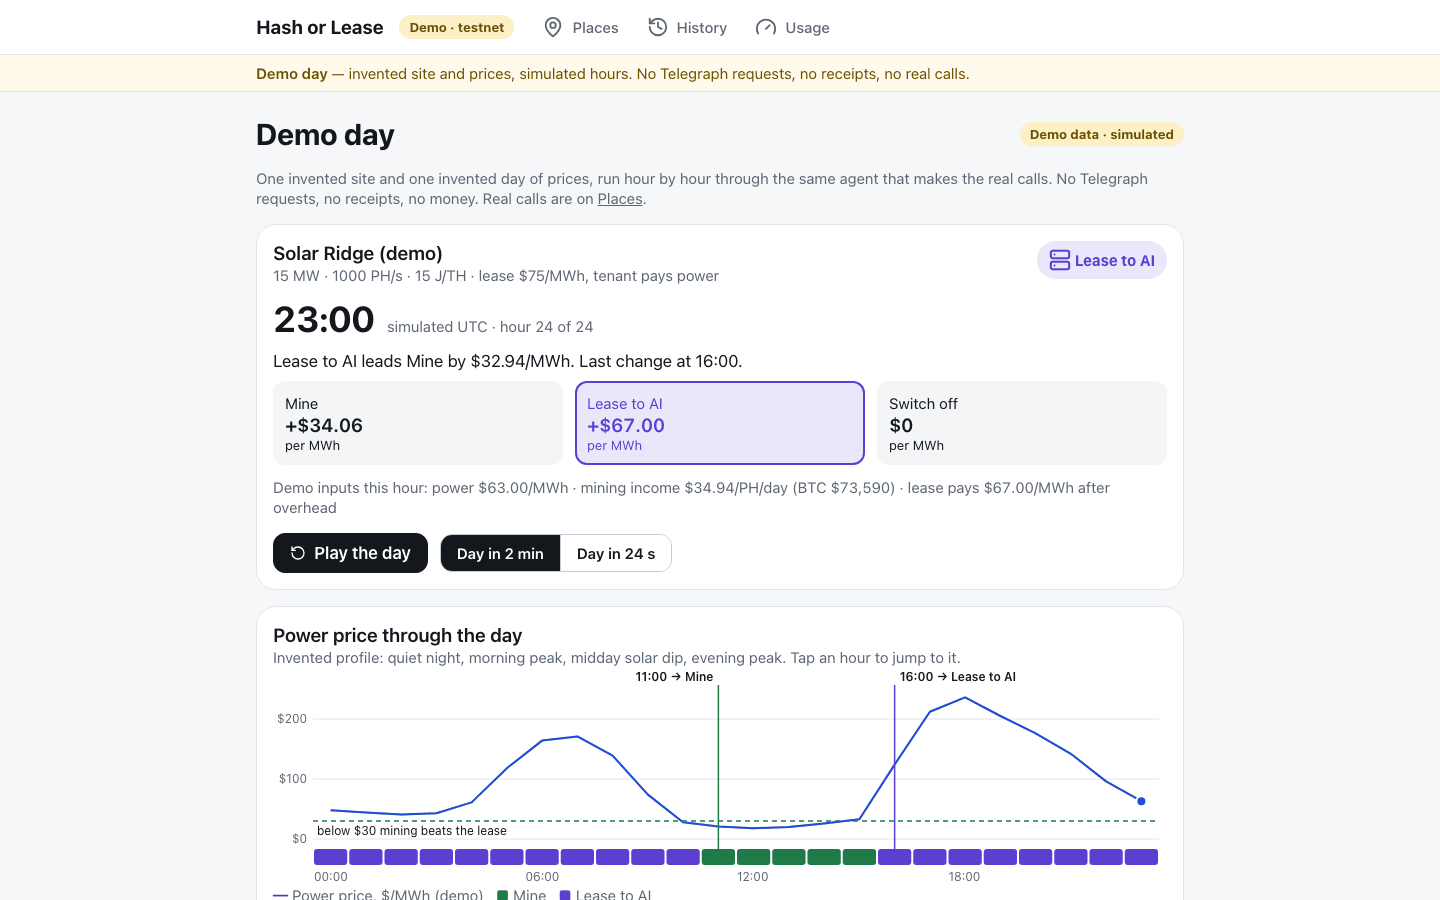 Hash or Lease
Demo · testnet
Places
History
Usage
Demo day — invented site and prices, simulated hours. No Telegraph requests, no receipts, no real calls.
Demo day
Demo data · simulated
One invented site and one invented day of prices, run hour by hour through the same agent that makes the real calls. No Telegraph
requests, no receipts, no money. Real calls are on Places.
Solar Ridge (demo)
15 MW · 1000 PH/s · 15 J/TH · lease $75/MWh, tenant pays power
Lease to AI
23:00
simulated UTC · hour 24 of 24
Lease to AI leads Mine by $32.94/MWh. Last change at 16:00.
Mine
+$34.06
per MWh
Lease to AI
+$67.00
per MWh
Switch off
$0
per MWh
Demo inputs this hour: power $63.00/MWh · mining income $34.94/PH/day (BTC $73,590) · lease pays $67.00/MWh after
overhead
Play the day
Day in 2 min
Day in 24 s
Power price through the day
Invented profile: quiet night, morning peak, midday solar dip, evening peak. Tap an hour to jump to it.
11:00 → Mine
16:00 → Lease to AI
$200
$100
$0
below $30 mining beats the lease
00:00
06:00
12:00
18:00
Power price, $/MWh (demo)
Mine
Lease to AI